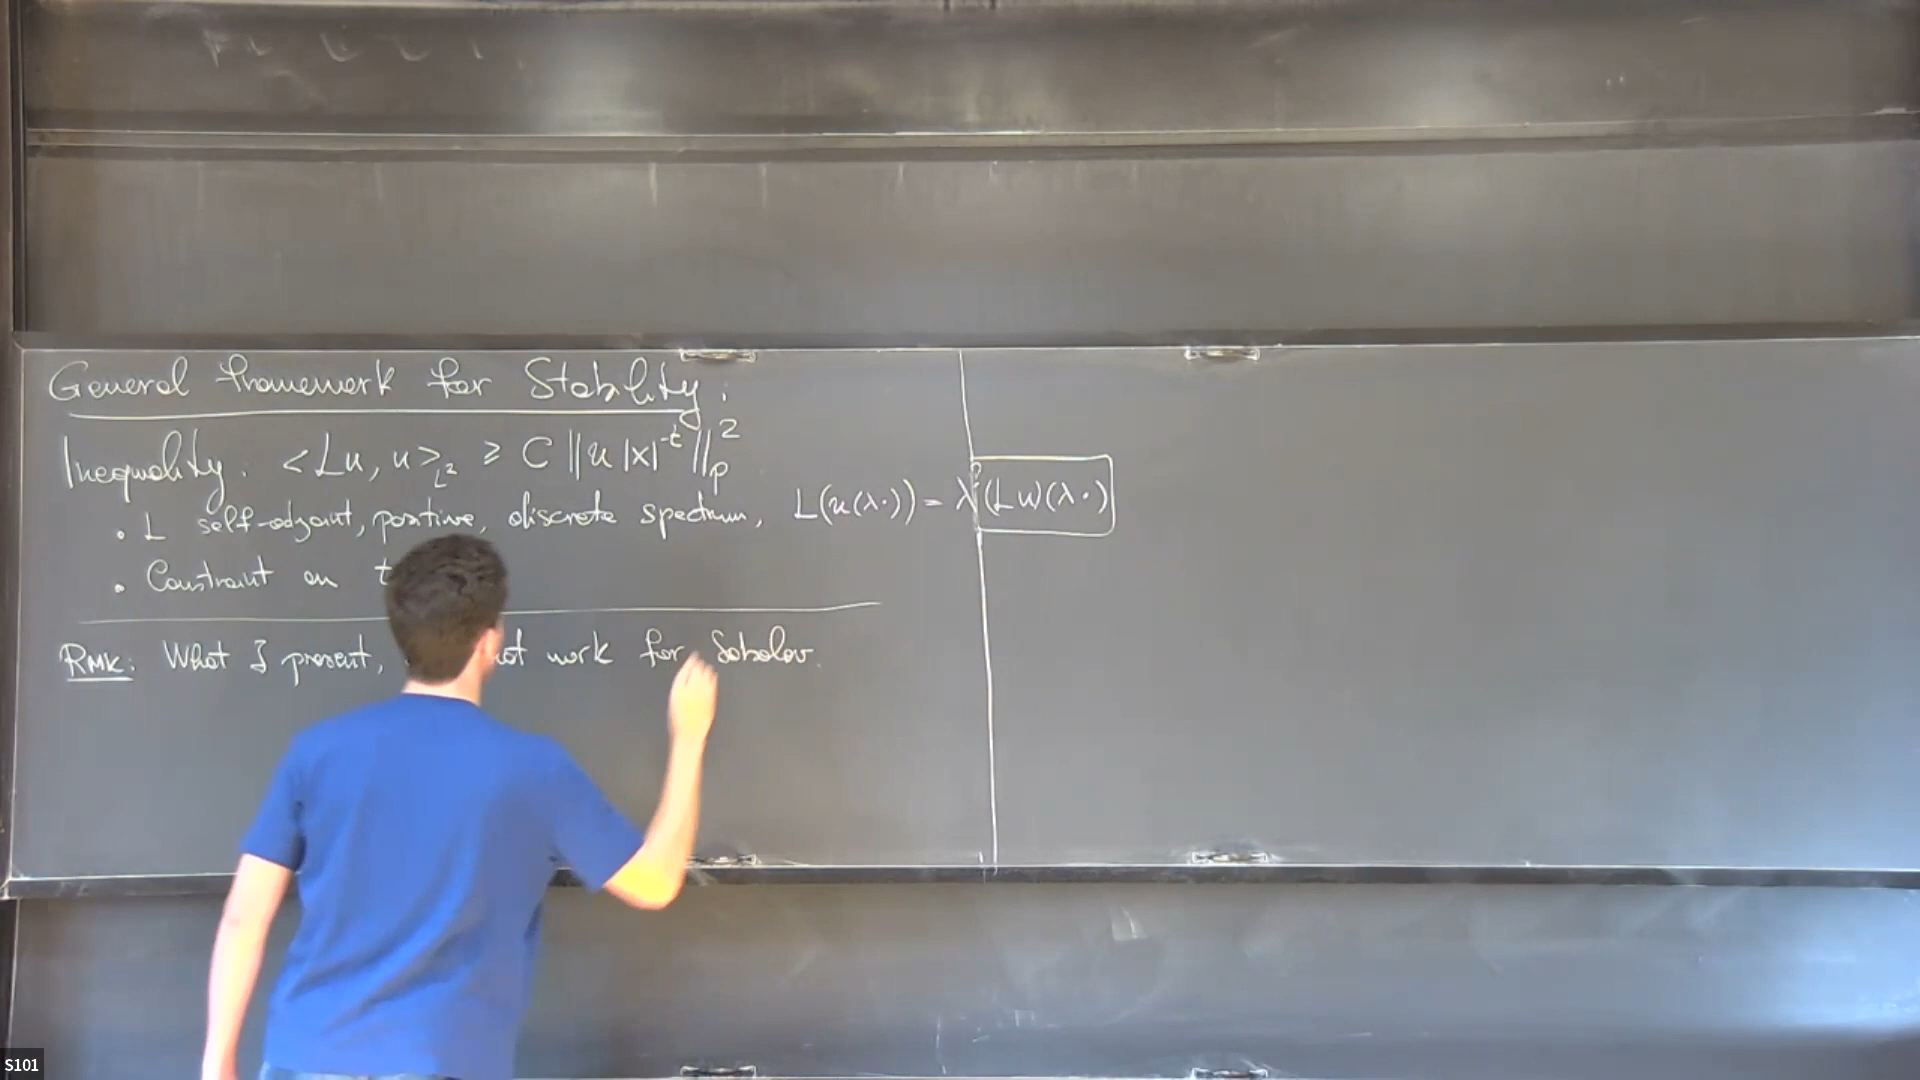 General framework for Stability.
Inequality. <Lu, u>_{L²} ≥ C ||u |x|^{-t}||_p^2
• L self-adjoint, positive, discrete spectrum, L(u(λ·)) = λ (Lu)(λ·)
• Constraint on t
RMK: What I present, not work for Sobolev.
S101